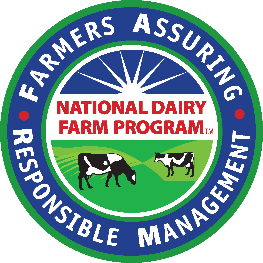 FARMERS ASSURING
NATIONAL DAIRY
FARM PROGRAM™
RESPONSIBLE MANAGEMENT